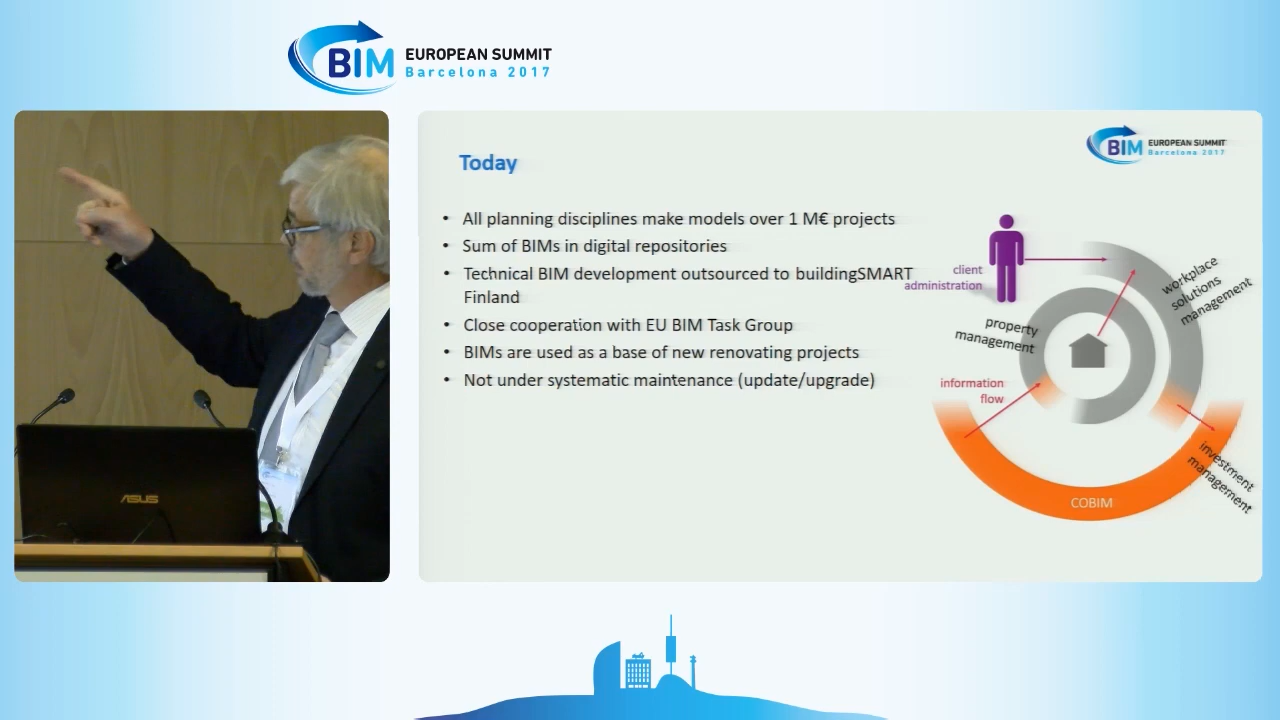 BIM EUROPEAN SUMMIT
Barcelona 2017
BIM EUROPEAN SUMMIT
Barcelona 2017
Today
• All planning disciplines make models over 1 M€ projects
• Sum of BIMs in digital repositories
• Technical BIM development outsourced to buildingSMART
Finland
• Close cooperation with EU BIM Task Group
• BIMs are used as a base of new renovating projects
• Not under systematic maintenance (update/upgrade)
client
administration
workplace
solutions
management
property
management
information
flow
investment
management
COBIM
ASUS